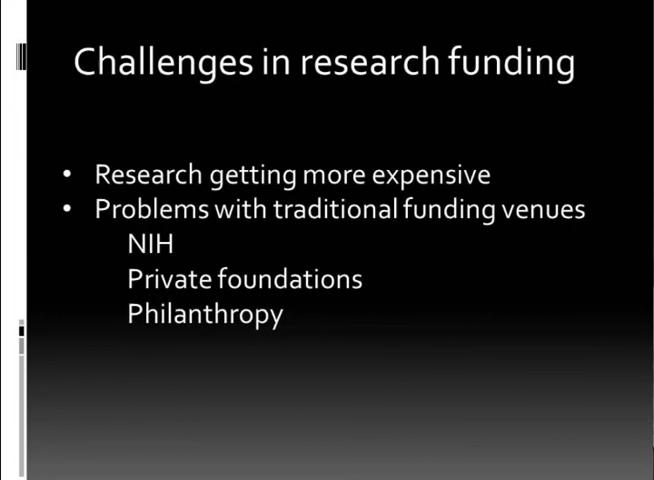 Challenges in research funding
• Research getting more expensive
• Problems with traditional funding venues
NIH
Private foundations
Philanthropy